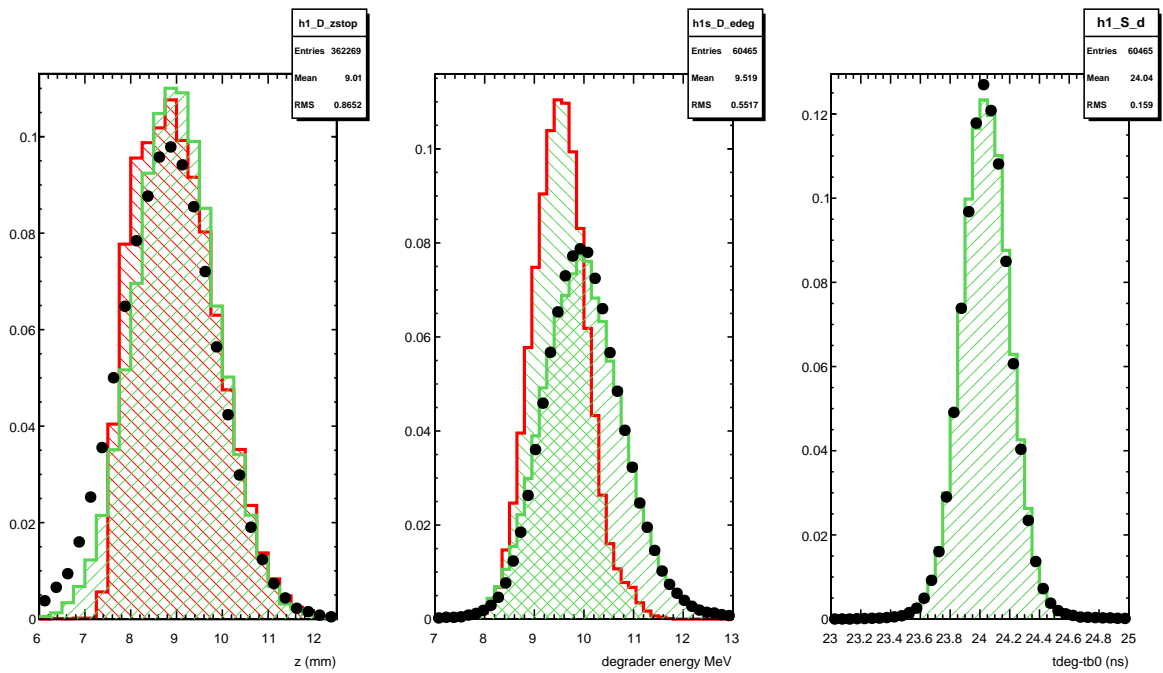 h1_D_zstop
Entries 362269
Mean 9.01
RMS 0.8652
0.1
0.08
0.06
0.04
0.02
0
6 7 8 9 10 11 12
z (mm)
h1s_D_edeg
Entries 60465
Mean 9.519
RMS 0.5517
0.1
0.08
0.06
0.04
0.02
0
7 8 9 10 11 12 13
degrader energy MeV
h1_S_d
Entries 60465
Mean 24.04
RMS 0.159
0.12
0.1
0.08
0.06
0.04
0.02
0
23 23.2 23.4 23.6 23.8 24 24.2 24.4 24.6 24.8 25
tdeg-tb0 (ns)